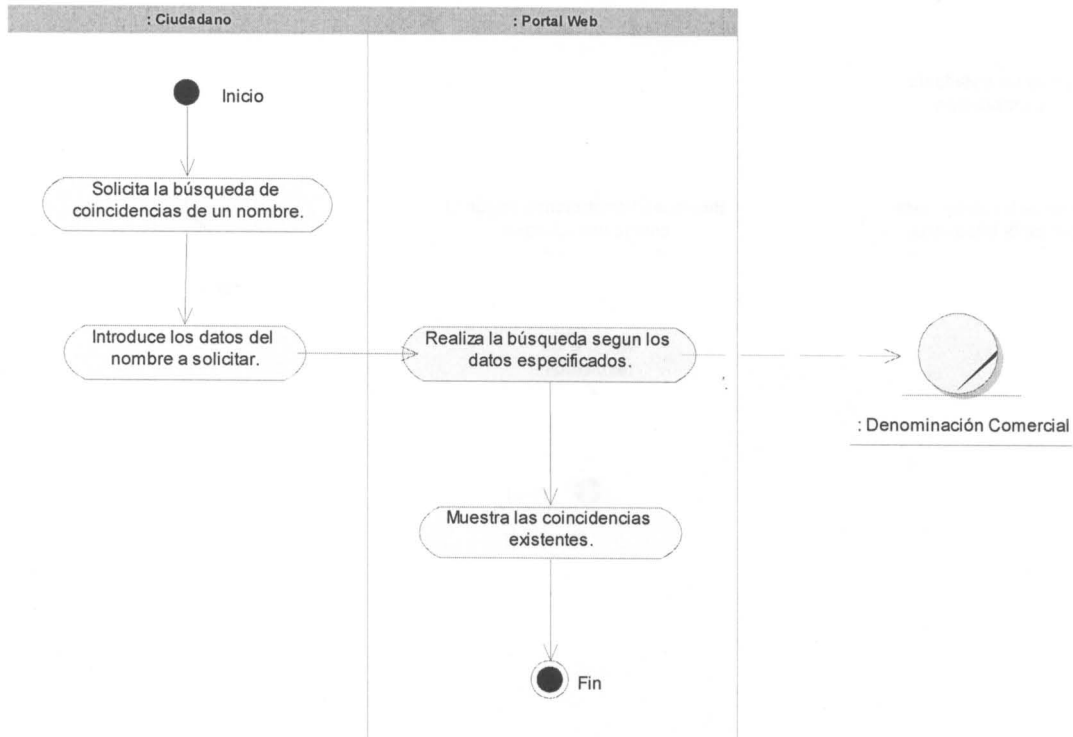 : Ciudadano
: Portal Web
Inicio
Solicita la búsqueda de
coincidencias de un nombre.
Introduce los datos del
nombre a solicitar.
Realiza la búsqueda segun los
datos especificados.
: Denominación Comercial
Muestra las coincidencias
existentes.
Fin